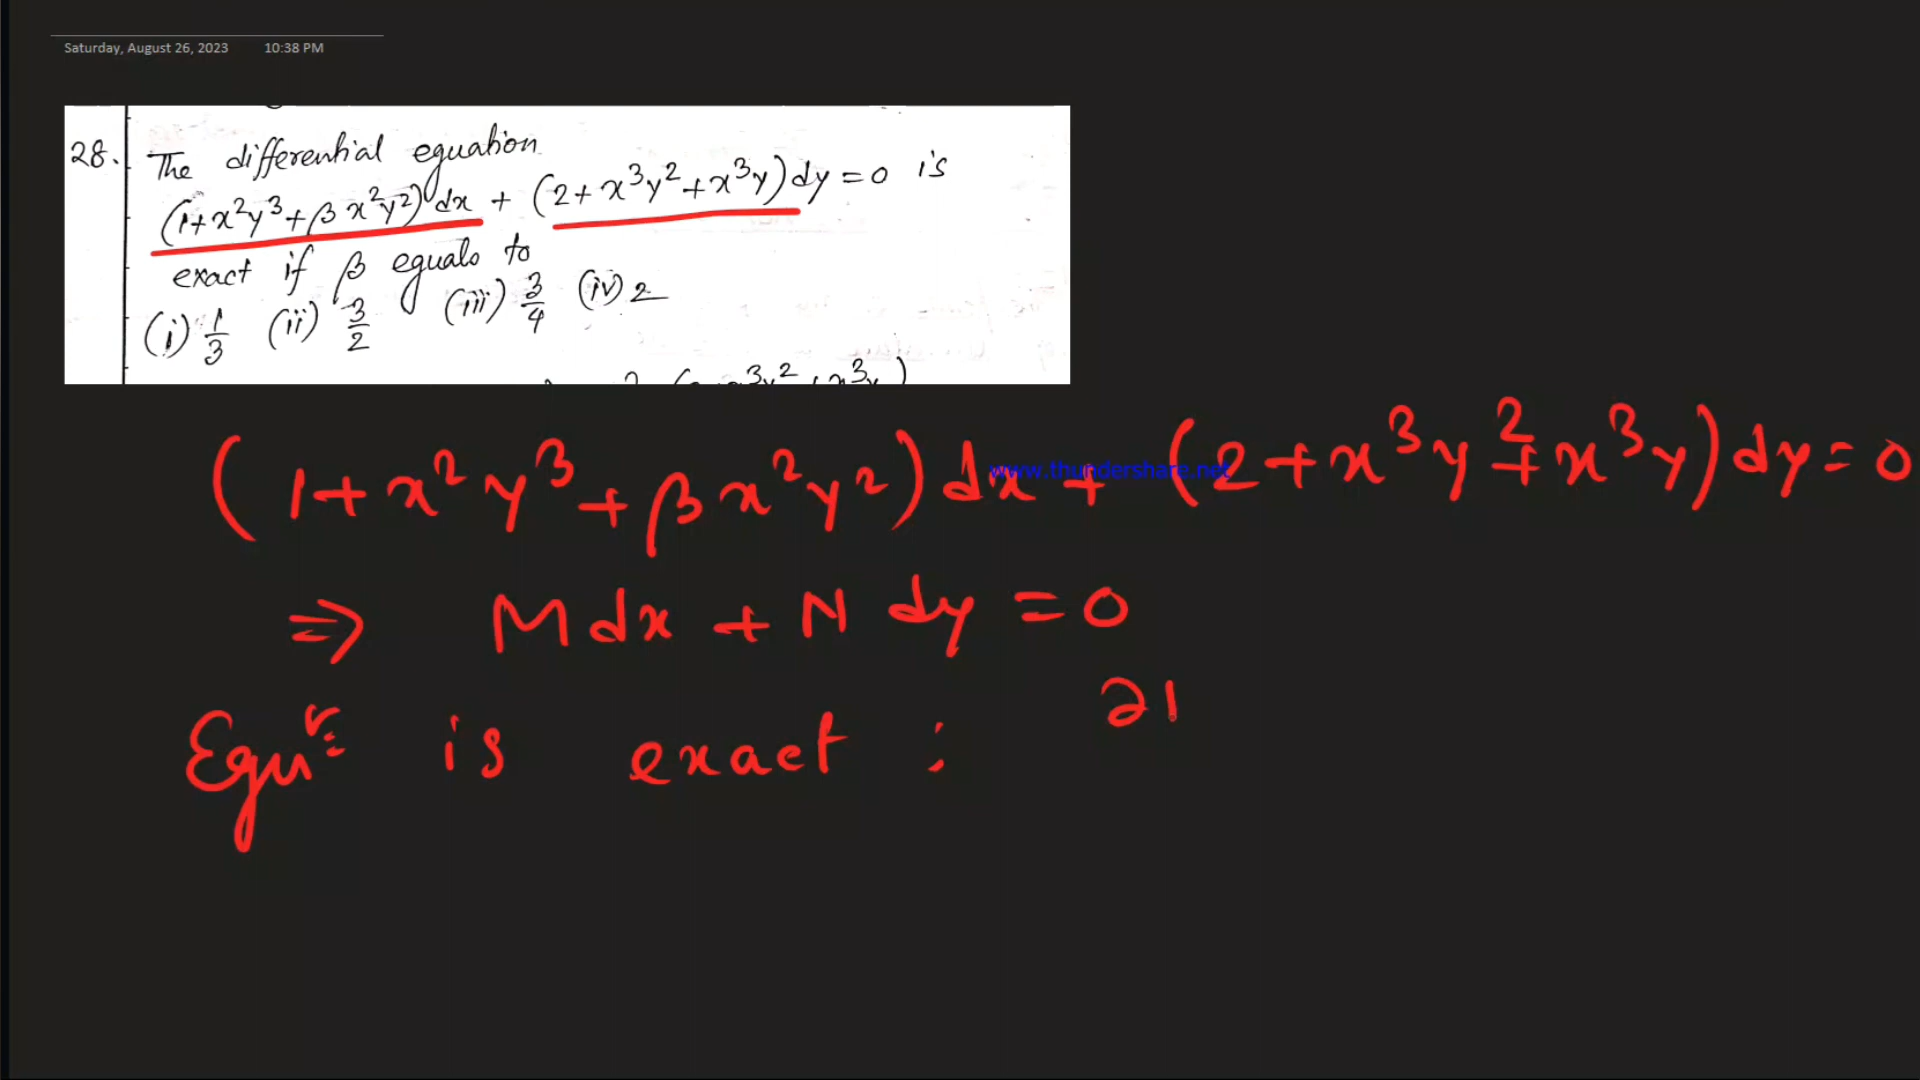 Saturday, August 26, 2023 10:38 PM
28. The differential equation
(1+x²y³+βx²y²)dx + (2+x³y²+x³y)dy=0 is
exact if β equals to
(i) 1/3 (ii) 3/2 (iii) 3/4 (iv) 2
(1+x²y³+βx²y²)dx + (2+x³y²+x³y)dy=0
www.thundershare.net
⇒ Mdx + N dy = 0
Equⁿ is exact : ∂